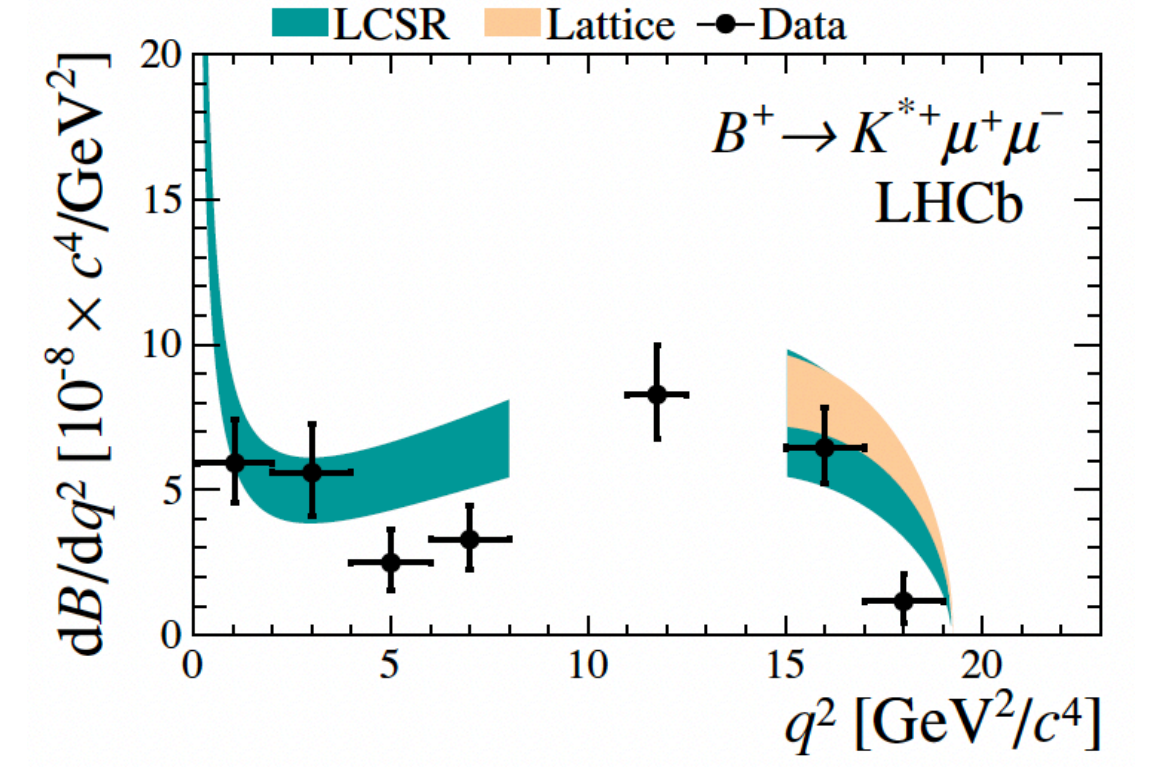 LCSR Lattice Data
dB/dq² [10⁻⁸ × c⁴/GeV²]
20
15
10
5
0
B⁺→ K*⁺μ⁺μ⁻
LHCb
0 5 10 15 20
q² [GeV²/c⁴]